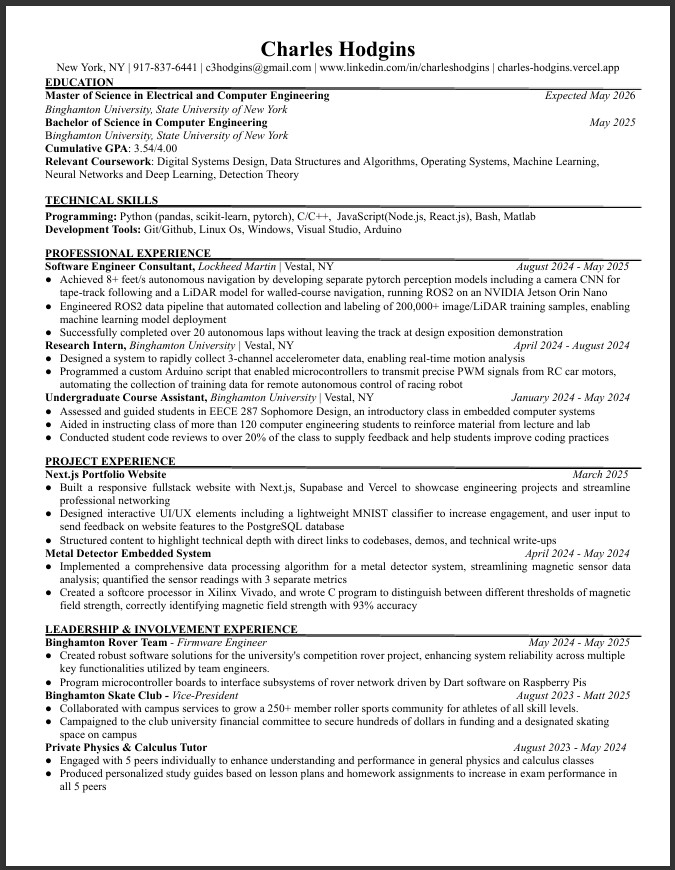 Charles Hodgins
New York, NY | 917-837-6441 | c3hodgins@gmail.com | www.linkedin.com/in/charleshodgins | charles-hodgins.vercel.app
EDUCATION
Master of Science in Electrical and Computer Engineering Expected May 2026
Binghamton University, State University of New York
Bachelor of Science in Computer Engineering May 2025
Binghamton University, State University of New York
Cumulative GPA: 3.54/4.00
Relevant Coursework: Digital Systems Design, Data Structures and Algorithms, Operating Systems, Machine Learning,
Neural Networks and Deep Learning, Detection Theory
TECHNICAL SKILLS
Programming: Python (pandas, scikit-learn, pytorch), C/C++, JavaScript(Node.js, React.js), Bash, Matlab
Development Tools: Git/Github, Linux Os, Windows, Visual Studio, Arduino
PROFESSIONAL EXPERIENCE
Software Engineer Consultant, Lockheed Martin | Vestal, NY August 2024 - May 2025
● Achieved 8+ feet/s autonomous navigation by developing separate pytorch perception models including a camera CNN for
tape-track following and a LiDAR model for walled-course navigation, running ROS2 on an NVIDIA Jetson Orin Nano
● Engineered ROS2 data pipeline that automated collection and labeling of 200,000+ image/LiDAR training samples, enabling
machine learning model deployment
● Successfully completed over 20 autonomous laps without leaving the track at design exposition demonstration
Research Intern, Binghamton University | Vestal, NY April 2024 - August 2024
● Designed a system to rapidly collect 3-channel accelerometer data, enabling real-time motion analysis
● Programmed a custom Arduino script that enabled microcontrollers to transmit precise PWM signals from RC car motors,
automating the collection of training data for remote autonomous control of racing robot
Undergraduate Course Assistant, Binghamton University | Vestal, NY January 2024 - May 2024
● Assessed and guided students in EECE 287 Sophomore Design, an introductory class in embedded computer systems
● Aided in instructing class of more than 120 computer engineering students to reinforce material from lecture and lab
● Conducted student code reviews to over 20% of the class to supply feedback and help students improve coding practices
PROJECT EXPERIENCE
Next.js Portfolio Website March 2025
● Built a responsive fullstack website with Next.js, Supabase and Vercel to showcase engineering projects and streamline
professional networking
● Designed interactive UI/UX elements including a lightweight MNIST classifier to increase engagement, and user input to
send feedback on website features to the PostgreSQL database
● Structured content to highlight technical depth with direct links to codebases, demos, and technical write-ups
Metal Detector Embedded System April 2024 - May 2024
● Implemented a comprehensive data processing algorithm for a metal detector system, streamlining magnetic sensor data
analysis; quantified the sensor readings with 3 separate metrics
● Created a softcore processor in Xilinx Vivado, and wrote C program to distinguish between different thresholds of magnetic
field strength, correctly identifying magnetic field strength with 93% accuracy
LEADERSHIP & INVOLVEMENT EXPERIENCE
Binghamton Rover Team - Firmware Engineer May 2024 - May 2025
● Created robust software solutions for the university's competition rover project, enhancing system reliability across multiple
key functionalities utilized by team engineers.
● Program microcontroller boards to interface subsystems of rover network driven by Dart software on Raspberry Pis
Binghamton Skate Club - Vice-President August 2023 - Matt 2025
● Collaborated with campus services to grow a 250+ member roller sports community for athletes of all skill levels.
● Campaigned to the club university financial committee to secure hundreds of dollars in funding and a designated skating
space on campus
Private Physics & Calculus Tutor August 2023 - May 2024
● Engaged with 5 peers individually to enhance understanding and performance in general physics and calculus classes
● Produced personalized study guides based on lesson plans and homework assignments to increase in exam performance in
all 5 peers